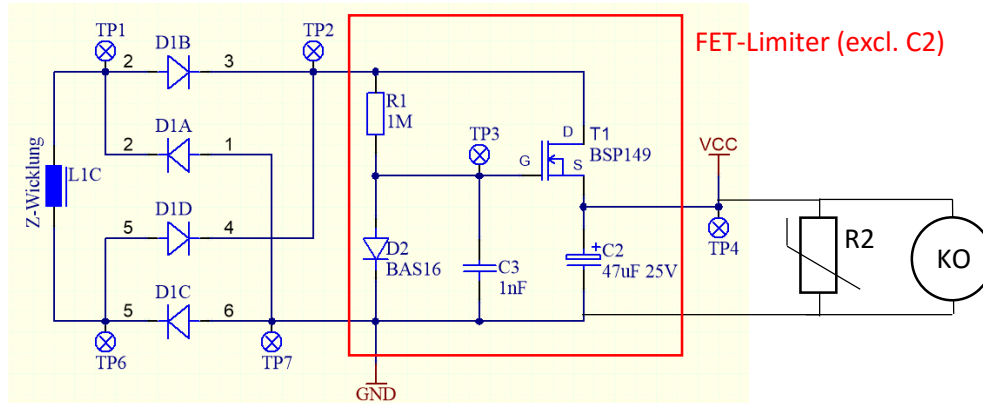 FET-Limiter (excl. C2)
TP1
D1B
2
3
TP2
R1
1M
D1A
2
1
TP3
D
T1
BSP149
G
S
VCC
Z-Wicklung
L1C
D1D
5
4
D2
BAS16
C3
1nF
+
C2
47uF 25V
TP4
R2
KO
D1C
5
6
TP6
TP7
GND